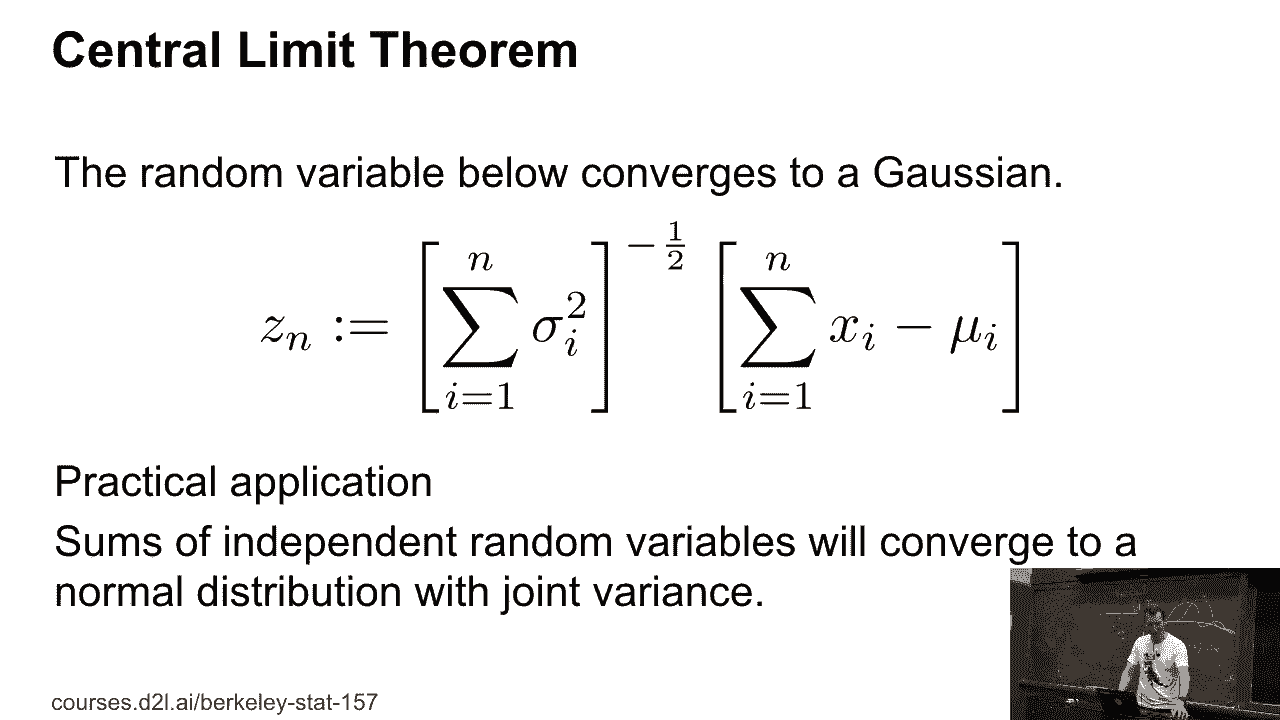 Central Limit Theorem
The random variable below converges to a Gaussian.
$z_n := \left[ \sum_{i=1}^{n} \sigma_i^2 \right]^{-\frac{1}{2}} \left[ \sum_{i=1}^{n} x_i - \mu_i \right]$
Practical application
Sums of independent random variables will converge to a
normal distribution with joint variance.
courses.d2l.ai/berkeley-stat-157